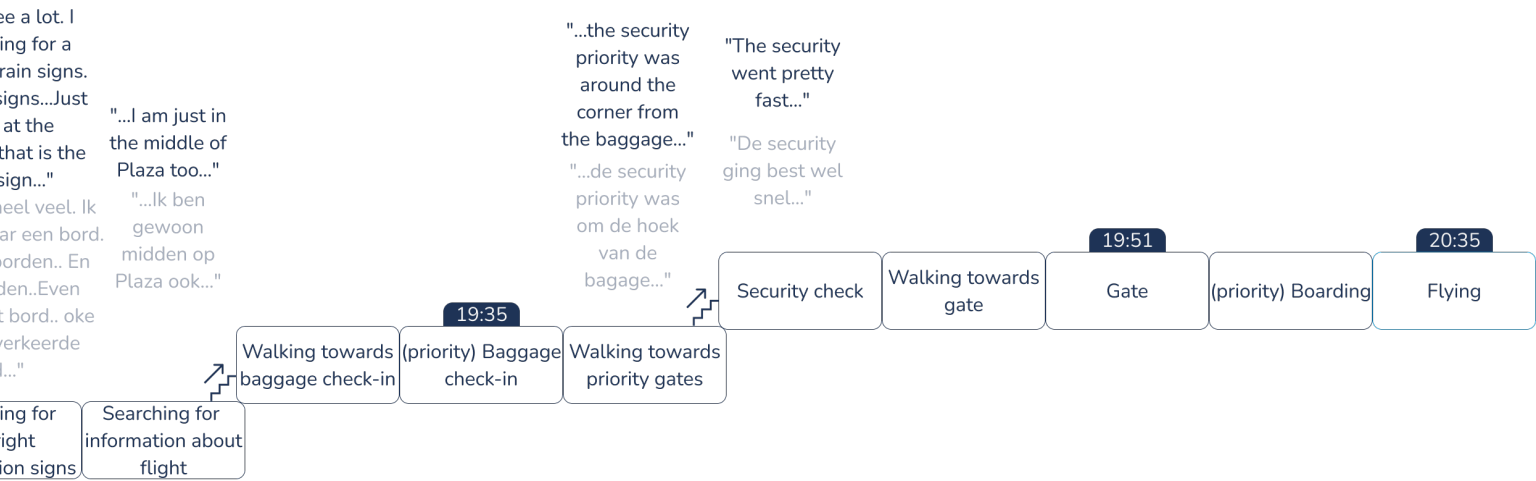 ee a lot. I
ing for a
rain signs.
signs...Just
at the
that is the
sign..."
neel veel. Ik
ar een bord.
borden.. En
den..Even
t bord.. oke
verkeerde
..."
"...I am just in
the middle of
Plaza too..."
"...Ik ben
gewoon
midden op
Plaza ook..."
"...the security
priority was
around the
corner from
the baggage..."
"...de security
priority was
om de hoek
van de
bagage..."
"The security
went pretty
fast..."
"De security
ging best wel
snel..."
ing for
right
ion signs
Searching for
information about
flight
Walking towards
baggage check-in
19:35
(priority) Baggage
check-in
Walking towards
priority gates
Security check
Walking towards
gate
19:51
Gate
(priority) Boarding
20:35
Flying